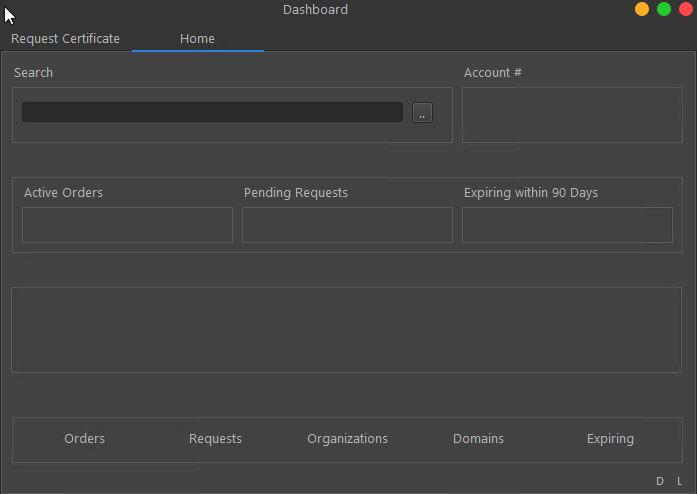 Dashboard
Request Certificate Home
Search Account #
..
Active Orders Pending Requests Expiring within 90 Days
Orders Requests Organizations Domains Expiring
D L